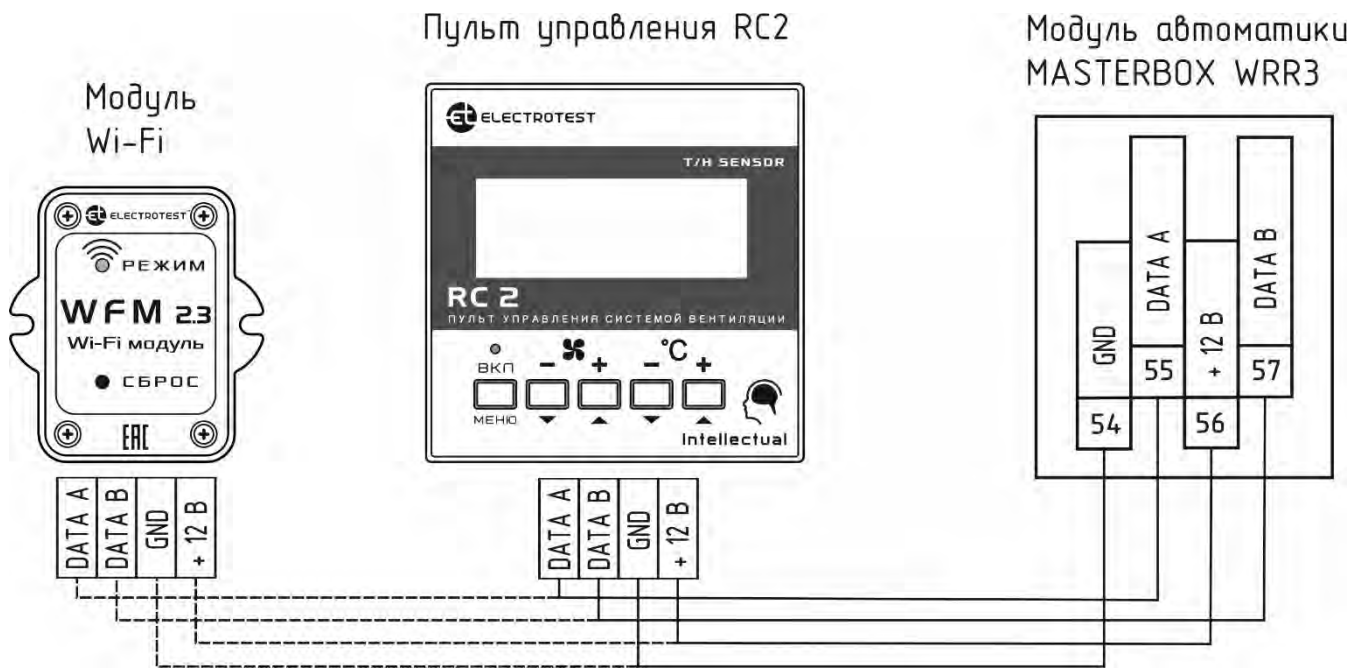 Пульт управления RC2
Модуль автоматики
MASTERBOX WRR3
Модуль
Wi-Fi
ELECTROTEST
РЕЖИМ
WFM 2.3
Wi-Fi модуль
СБРОС
EAC
DATA A
DATA B
GND
+ 12 В
et ELECTROTEST
T/H SENSOR
RC 2
ПУЛЬТ УПРАВЛЕНИЯ СИСТЕМОЙ ВЕНТИЛЯЦИИ
ВКЛ
- +
°C
- +
МЕНЮ
Intellectual
DATA A
DATA B
GND
+ 12 В
GND
54
DATA A
55
+ 12 В
56
DATA B
57